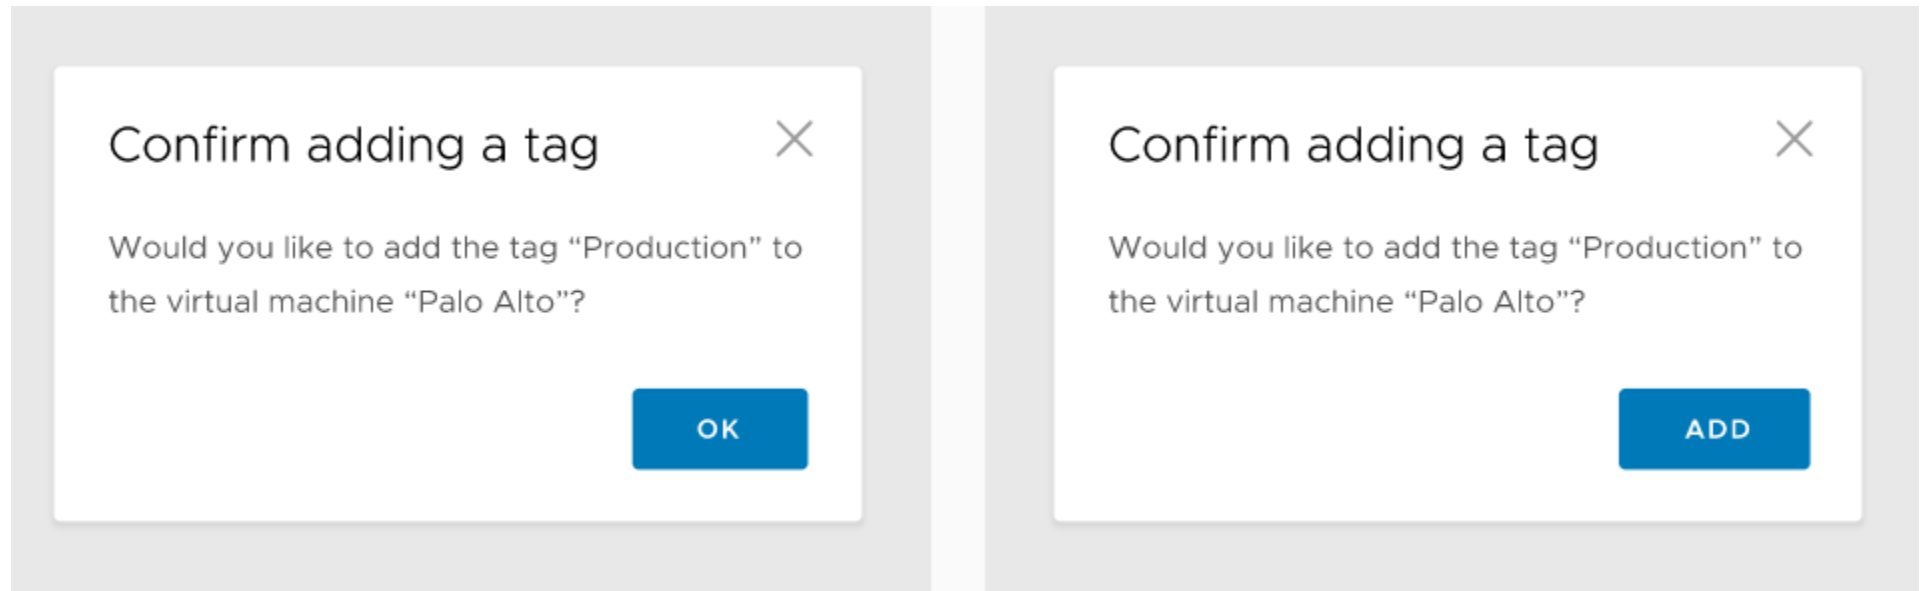 Confirm adding a tag
Would you like to add the tag “Production” to
the virtual machine “Palo Alto”?
OK
Confirm adding a tag
Would you like to add the tag “Production” to
the virtual machine “Palo Alto”?
ADD